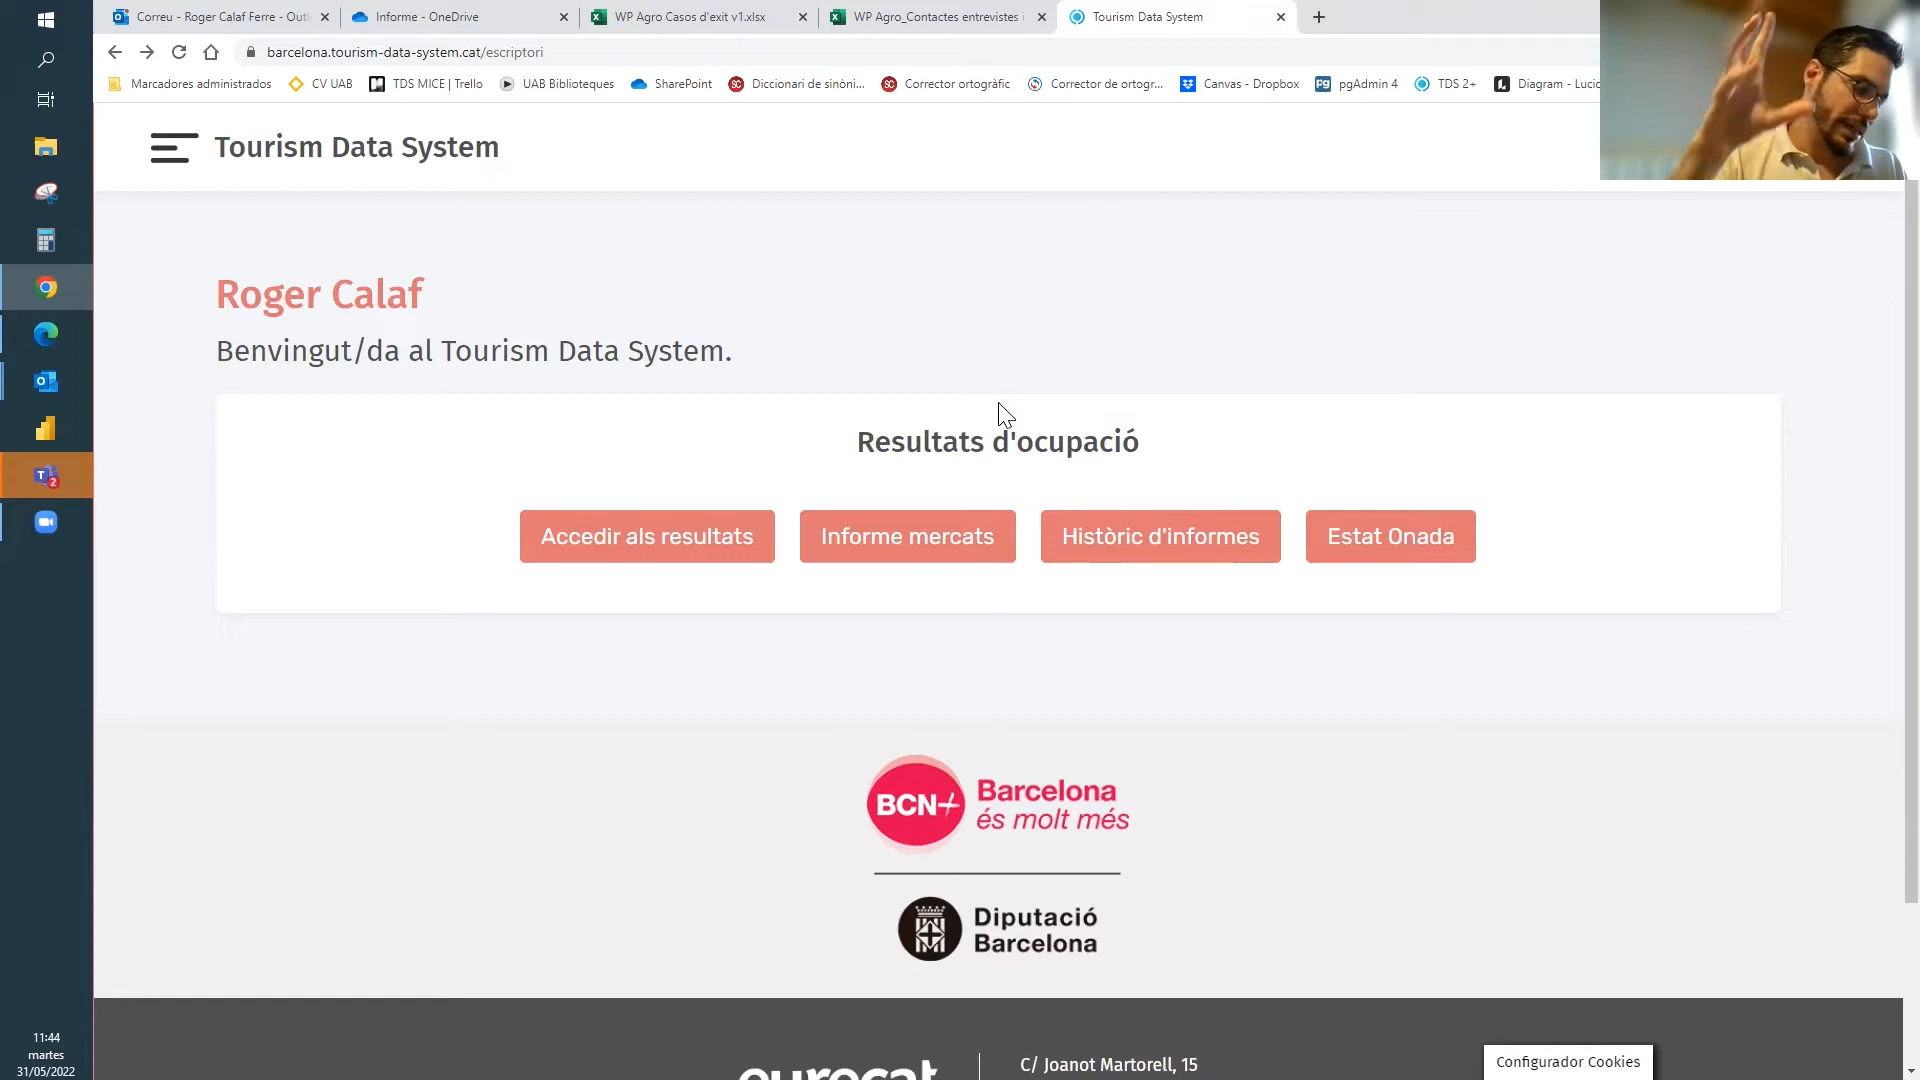 Correu - Roger Calaf Ferre - Outl
Informe - OneDrive
WP Agro Casos d'exit v1.xlsx
WP Agro_Contactes entrevistes i
Tourism Data System
barcelona.tourism-data-system.cat/escriptori
Marcadores administrados
CV UAB
TDS MICE | Trello
UAB Biblioteques
SharePoint
Diccionari de sinòni...
Corrector ortogràfic
Corrector de ortogr...
Canvas - Dropbox
pgAdmin 4
TDS 2+
Diagram - Luci
Tourism Data System
Roger Calaf
Benvingut/da al Tourism Data System.
Resultats d'ocupació
Accedir als resultats
Informe mercats
Històric d'informes
Estat Onada
BCN+
Barcelona
és molt més
Diputació
Barcelona
eurecat
C/ Joanot Martorell, 15
Configurador Cookies
11:44
martes
31/05/2022